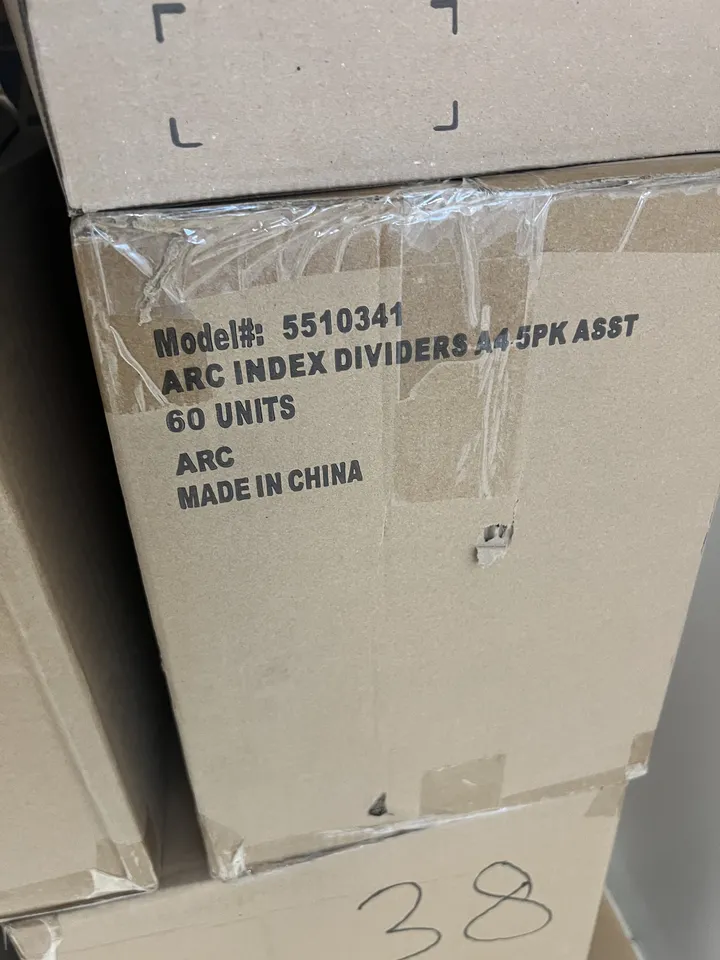 Model#: 5510341
ARC INDEX DIVIDERS A4 5PK ASST
60 UNITS
ARC
MADE IN CHINA
38